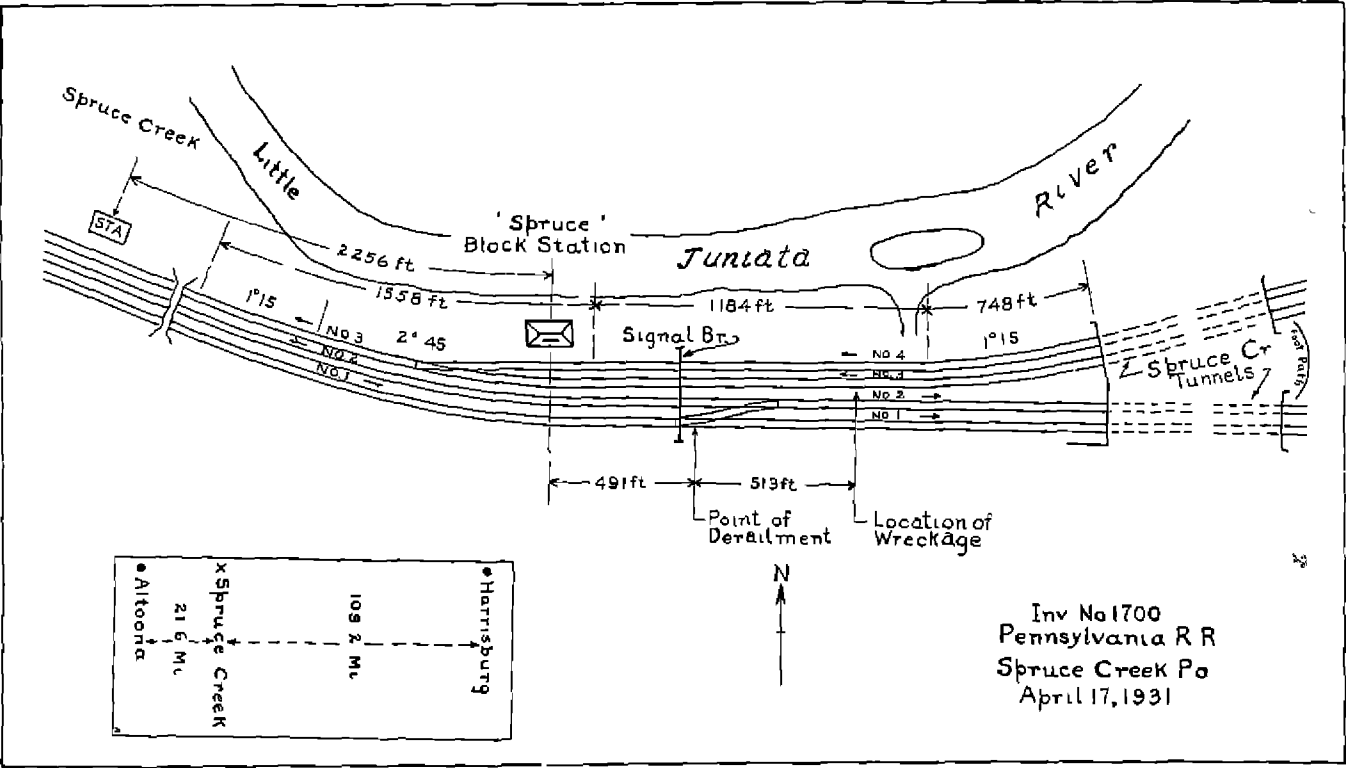 Spruce Creek
STA
Little
Juniata
River
'Spruce'
Block Station
2256 ft
1558 ft
1184 ft
748 ft
1°15
2°45
1°15
Signal Br.
No 3
No 2
No 1
No 4
No. 3
No 2
No 1
Spruce Cr
Tunnels
Foot Path
491 ft
513 ft
Point of
Derailment
Location of
Wreckage
N
Altoona
21 6 Mi
Spruce Creek
109 2 Mi
Harrisburg
Inv No 1700
Pennsylvania R R
Spruce Creek Pa
April 17, 1931